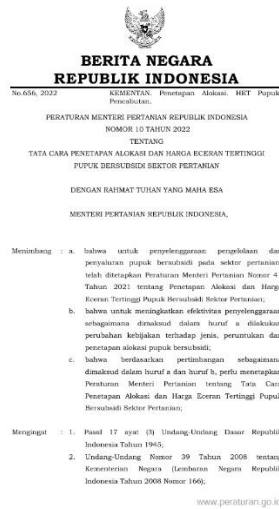 BERITA NEGARA
REPUBLIK INDONESIA
No.656, 2022 KEMENTAN. Penetapan Alokasi. HET Pupuk
Pencabutan.
PERATURAN MENTERI PERTANIAN REPUBLIK INDONESIA
NOMOR 10 TAHUN 2022
TENTANG
TATA CARA PENETAPAN ALOKASI DAN HARGA ECERAN TERTINGGI
PUPUK BERSUBSIDI SEKTOR PERTANIAN
DENGAN RAHMAT TUHAN YANG MAHA ESA
MENTERI PERTANIAN REPUBLIK INDONESIA,
Menimbang : a. bahwa untuk penyelenggaraan pengelolaan dan
penyaluran pupuk bersubsidi pada sektor pertanian
telah ditetapkan Peraturan Menteri Pertanian Nomor 4
Tahun 2021 tentang Penetapan Alokasi dan Harga
Eceran Tertinggi Pupuk Bersubsidi Sektor Pertanian;
b. bahwa untuk meningkatkan efektivitas penyelenggaraan
sebagaimana dimaksud dalam huruf a dilakukan
perubahan kebijakan terhadap jenis, peruntukan dan
penetapan alokasi pupuk bersubsidi;
c. bahwa berdasarkan pertimbangan sebagaimana
dimaksud dalam huruf a dan huruf b, perlu menetapkan
Peraturan Menteri Pertanian tentang Tata Cara
Penetapan Alokasi dan Harga Eceran Tertinggi Pupuk
Bersubsidi Sektor Pertanian;
Mengingat : 1. Pasal 17 ayat (3) Undang-Undang Dasar Republik
Indonesia Tahun 1945;
2. Undang-Undang Nomor 39 Tahun 2008 tentang
Kementerian Negara (Lembaran Negara Republik
Indonesia Tahun 2008 Nomor 166);
www.peraturan.go.id